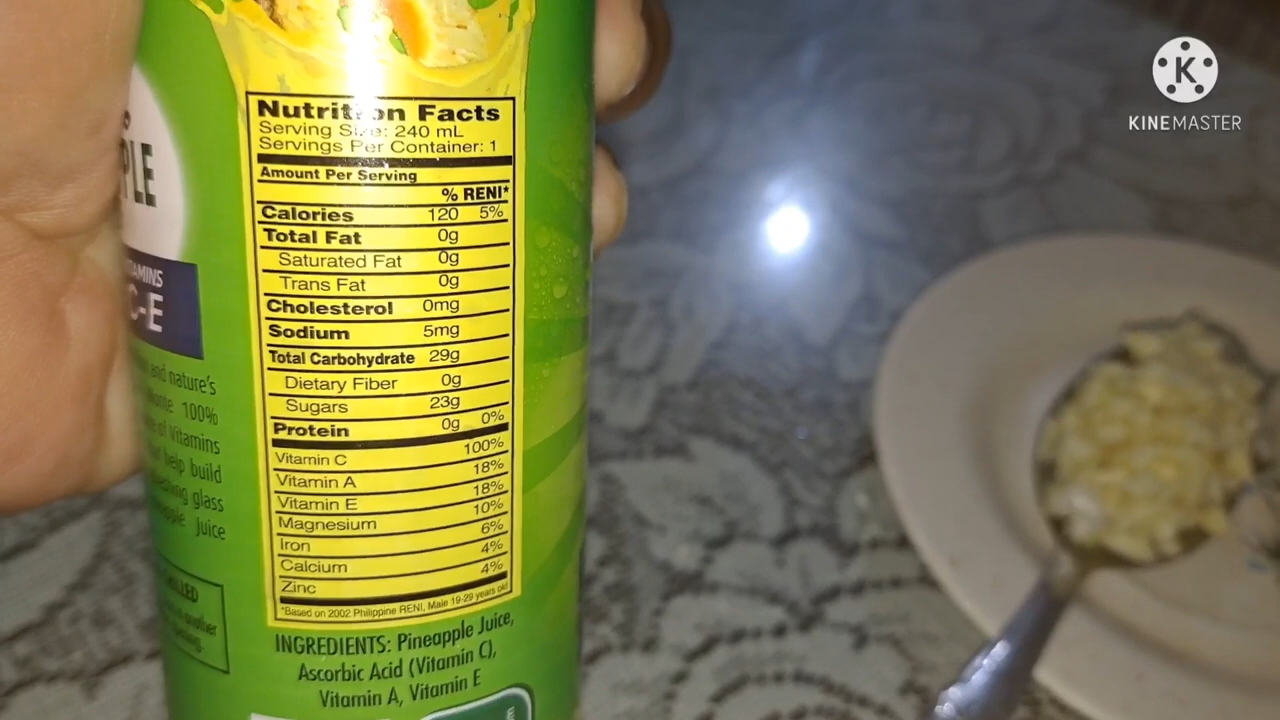 PLE
VITAMINS
C-E
and nature's
100%
of Vitamins
help build
glass
Juice
another
Nutrition Facts
Serving Size: 240 mL
Servings Per Container: 1
Amount Per Serving
% RENI*
Calories 120 5%
Total Fat 0g
Saturated Fat 0g
Trans Fat 0g
Cholesterol 0mg
Sodium 5mg
Total Carbohydrate 29g
Dietary Fiber 0g
Sugars 23g
Protein 0g 0%
Vitamin C 100%
Vitamin A 18%
Vitamin E 18%
Magnesium 10%
Iron 6%
Calcium 4%
Zinc 4%
*Based on 2002 Philippine RENI, Male 19-29 years old
INGREDIENTS: Pineapple Juice,
Ascorbic Acid (Vitamin C),
Vitamin A, Vitamin E
K
KINEMASTER